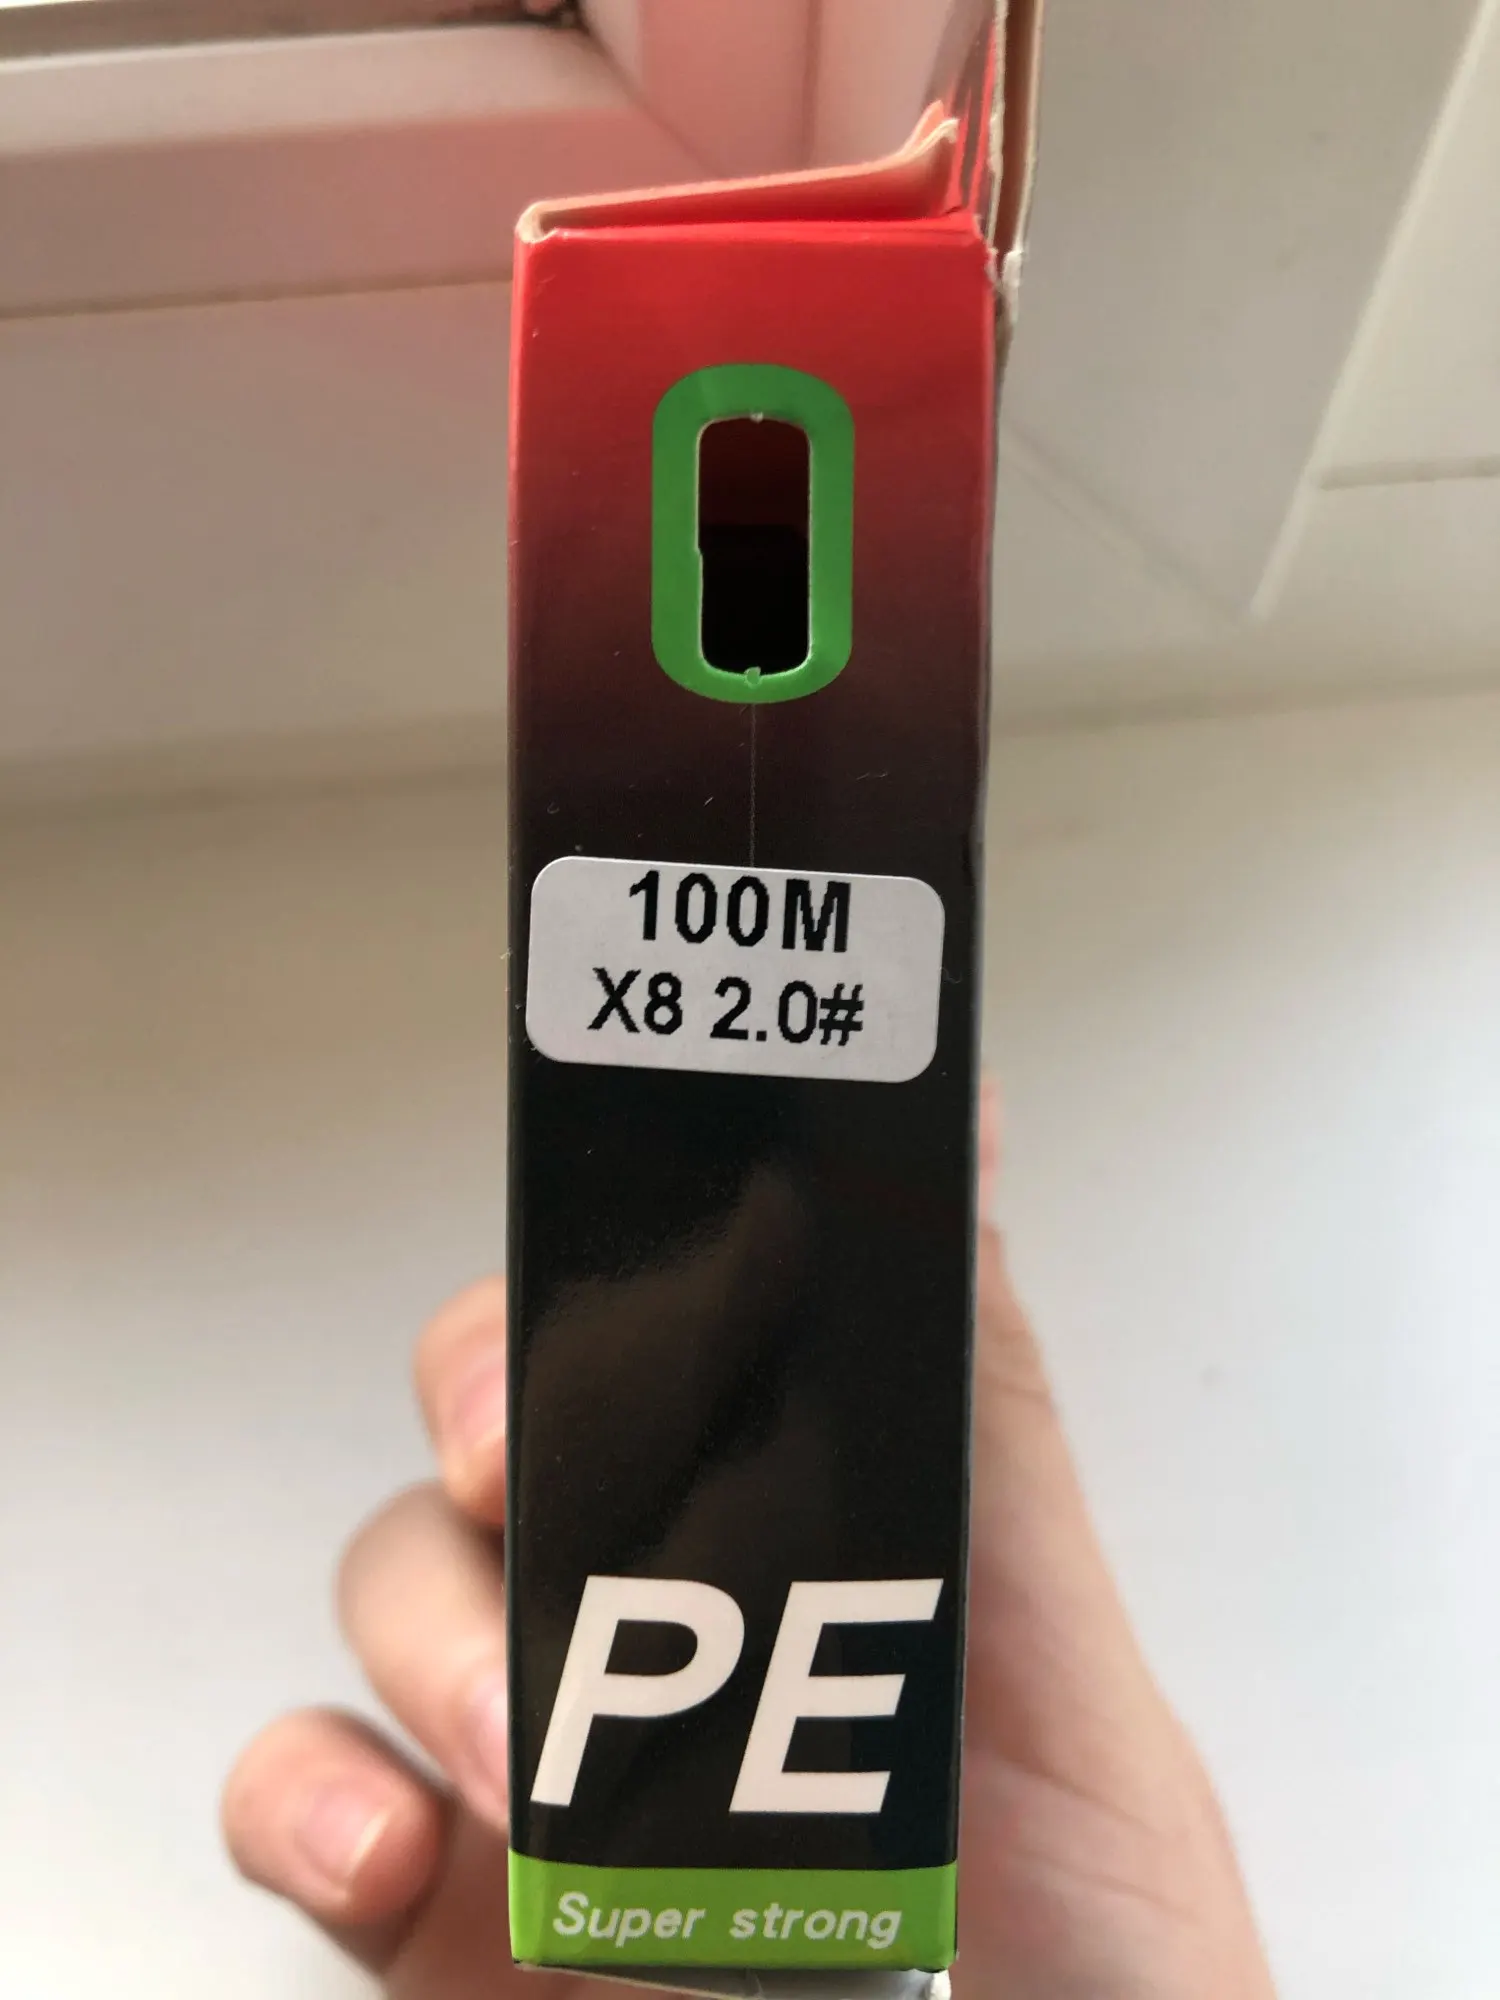 100M
X8 2.0#
PE
Super strong